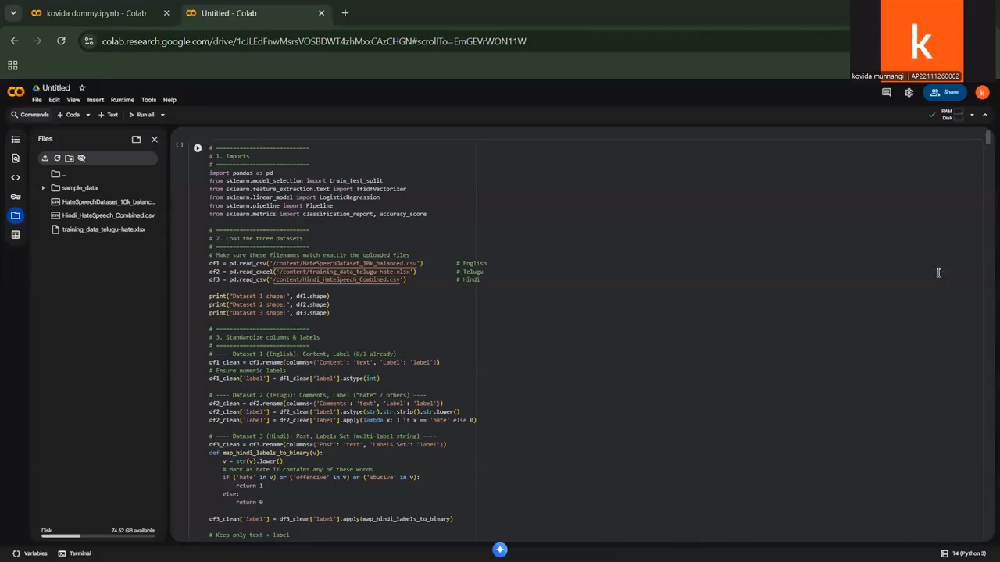 kovida dummy.ipynb - Colab
Untitled - Colab
colab.research.google.com/drive/1cJLEdFnwMsrsVOSBDWT4zhMxxCAzCHGN#scrollTo=EmGEVrWON11W
k
kovida munnangi | AP22111260002
Untitled
File Edit View Insert Runtime Tools Help
Share
k
Commands + Code + Text Run all
RAM
Disk
Files
..
sample_data
HateSpeechDataset_10k_balanc...
Hindi_HateSpeech_Combined.csv
training_data_telugu-hate.xlsx
[ ]
# ============================
# 1. Imports
# ============================
import pandas as pd
from sklearn.model_selection import train_test_split
from sklearn.feature_extraction.text import TfidfVectorizer
from sklearn.linear_model import LogisticRegression
from sklearn.pipeline import Pipeline
from sklearn.metrics import classification_report, accuracy_score
# ============================
# 2. Load the three datasets
# ============================
# Make sure these filenames match exactly the uploaded files
df1 = pd.read_csv('/content/HateSpeechDataset_10k_balanced.csv') # English
df2 = pd.read_excel('/content/training_data_telugu-hate.xlsx') # Telugu
df3 = pd.read_csv('/content/Hindi_HateSpeech_Combined.csv') # Hindi
print("Dataset 1 shape:", df1.shape)
print("Dataset 2 shape:", df2.shape)
print("Dataset 3 shape:", df3.shape)
# ============================
# 3. Standardize columns & labels
# ============================
# ---- Dataset 1 (English): Content, Label (0/1 already) ----
df1_clean = df1.rename(columns={'Content': 'text', 'Label': 'label'})
# Ensure numeric labels
df1_clean['label'] = df1_clean['label'].astype(int)
# ---- Dataset 2 (Telugu): Comments, Label ("hate" / others) ----
df2_clean = df2.rename(columns={'Comments': 'text', 'Label': 'label'})
df2_clean['label'] = df2_clean['label'].astype(str).str.strip().str.lower()
df2_clean['label'] = df2_clean['label'].apply(lambda x: 1 if x == 'hate' else 0)
# ---- Dataset 3 (Hindi): Post, Labels Set (multi-label string) ----
df3_clean = df3.rename(columns={'Post': 'text', 'Labels Set': 'label'})
def map_hindi_labels_to_binary(v):
v = str(v).lower()
# Mark as hate if contains any of these words
if ('hate' in v) or ('offensive' in v) or ('abusive' in v):
return 1
else:
return 0
df3_clean['label'] = df3_clean['label'].apply(map_hindi_labels_to_binary)
# Keep only text + label
Disk 74.52 GB available
Variables Terminal
T4 (Python 3)